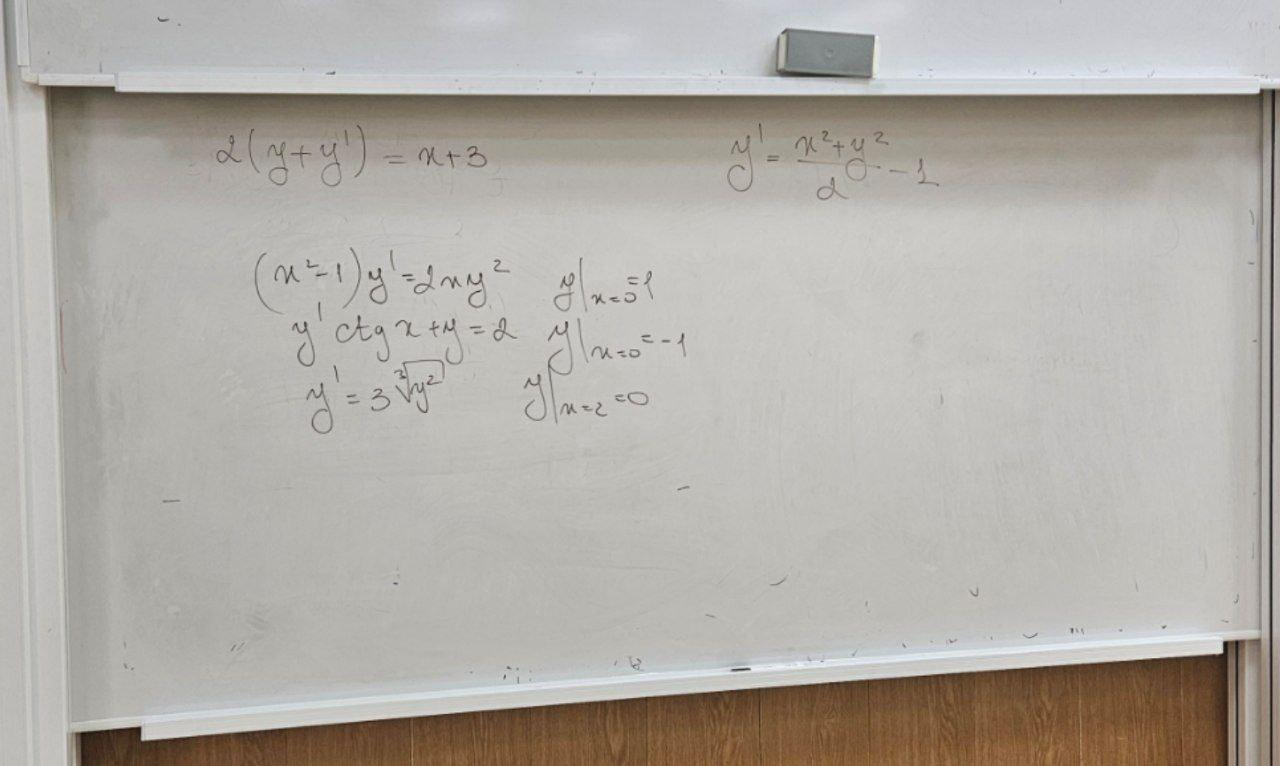 2(y+y') = x+3
y' = (x²+y²)/2 - 1
(x²-1)y' = 2xy² y|x=0 = 1
y' ctg x + y = 2 y|x=0 = -1
y' = 3∛y² y|x=2 = 0